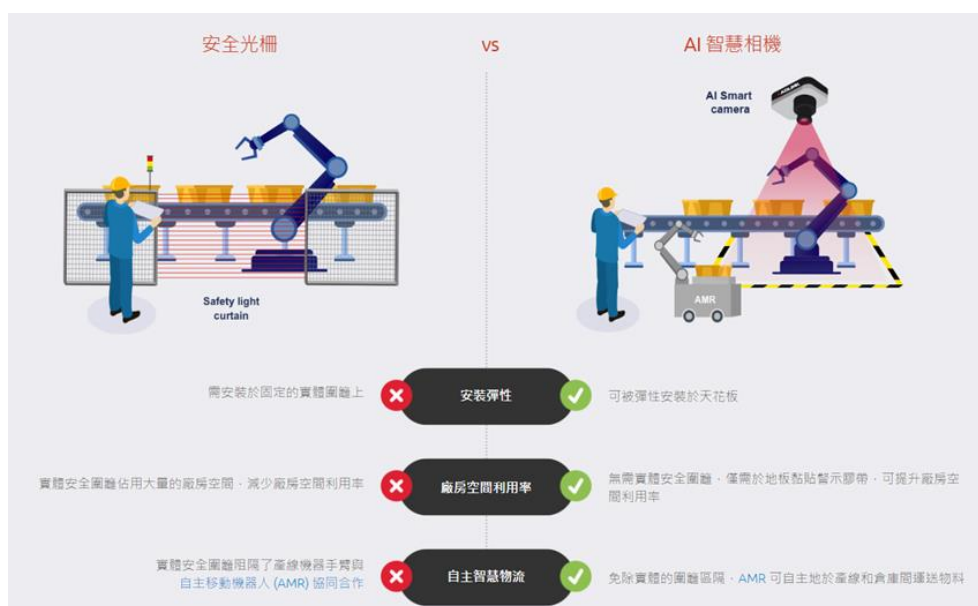 安全光柵
vs
AI 智慧相機
AI Smart
camera
Safety light
curtain
AMR
需安裝於固定的實體圍籬上
安裝彈性
可被彈性安裝於天花板
實體安全圍籬佔用大量的廠房空間，減少廠房空間利用率
廠房空間利用率
無需實體安全圍籬，僅需於地板黏貼警示膠帶，可提升廠房空
間利用率
實體安全圍籬阻隔了產線機器手臂與
自主移動機器人 (AMR) 協同合作
自主智慧物流
免除實體的圍籬區隔，AMR 可自主地於產線和倉庫間運送物料